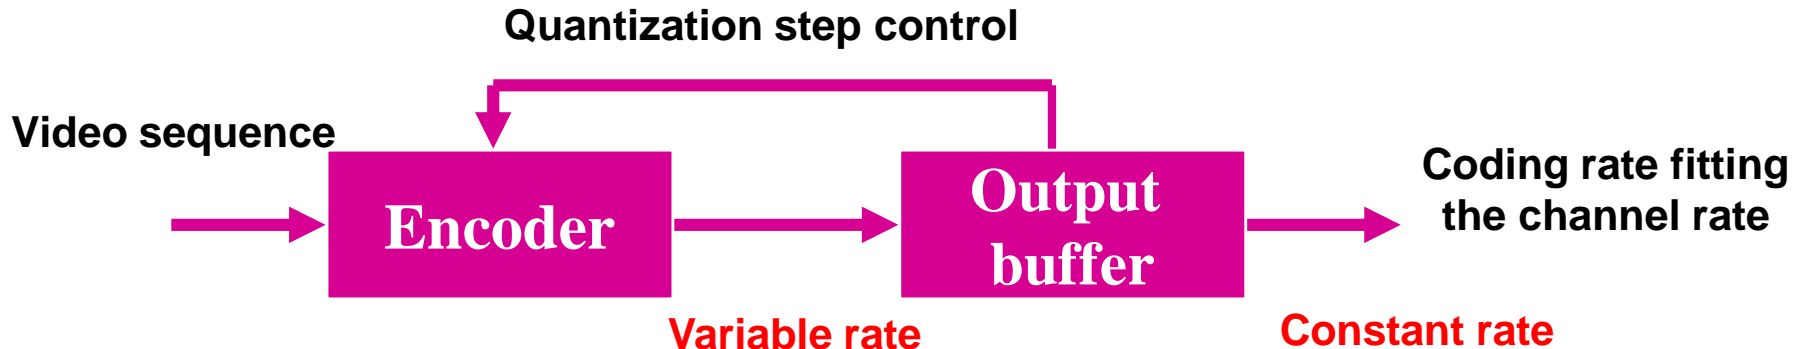 Quantization step control
Video sequence
Encoder
Output
buffer
Coding rate fitting
the channel rate
Variable rate
Constant rate